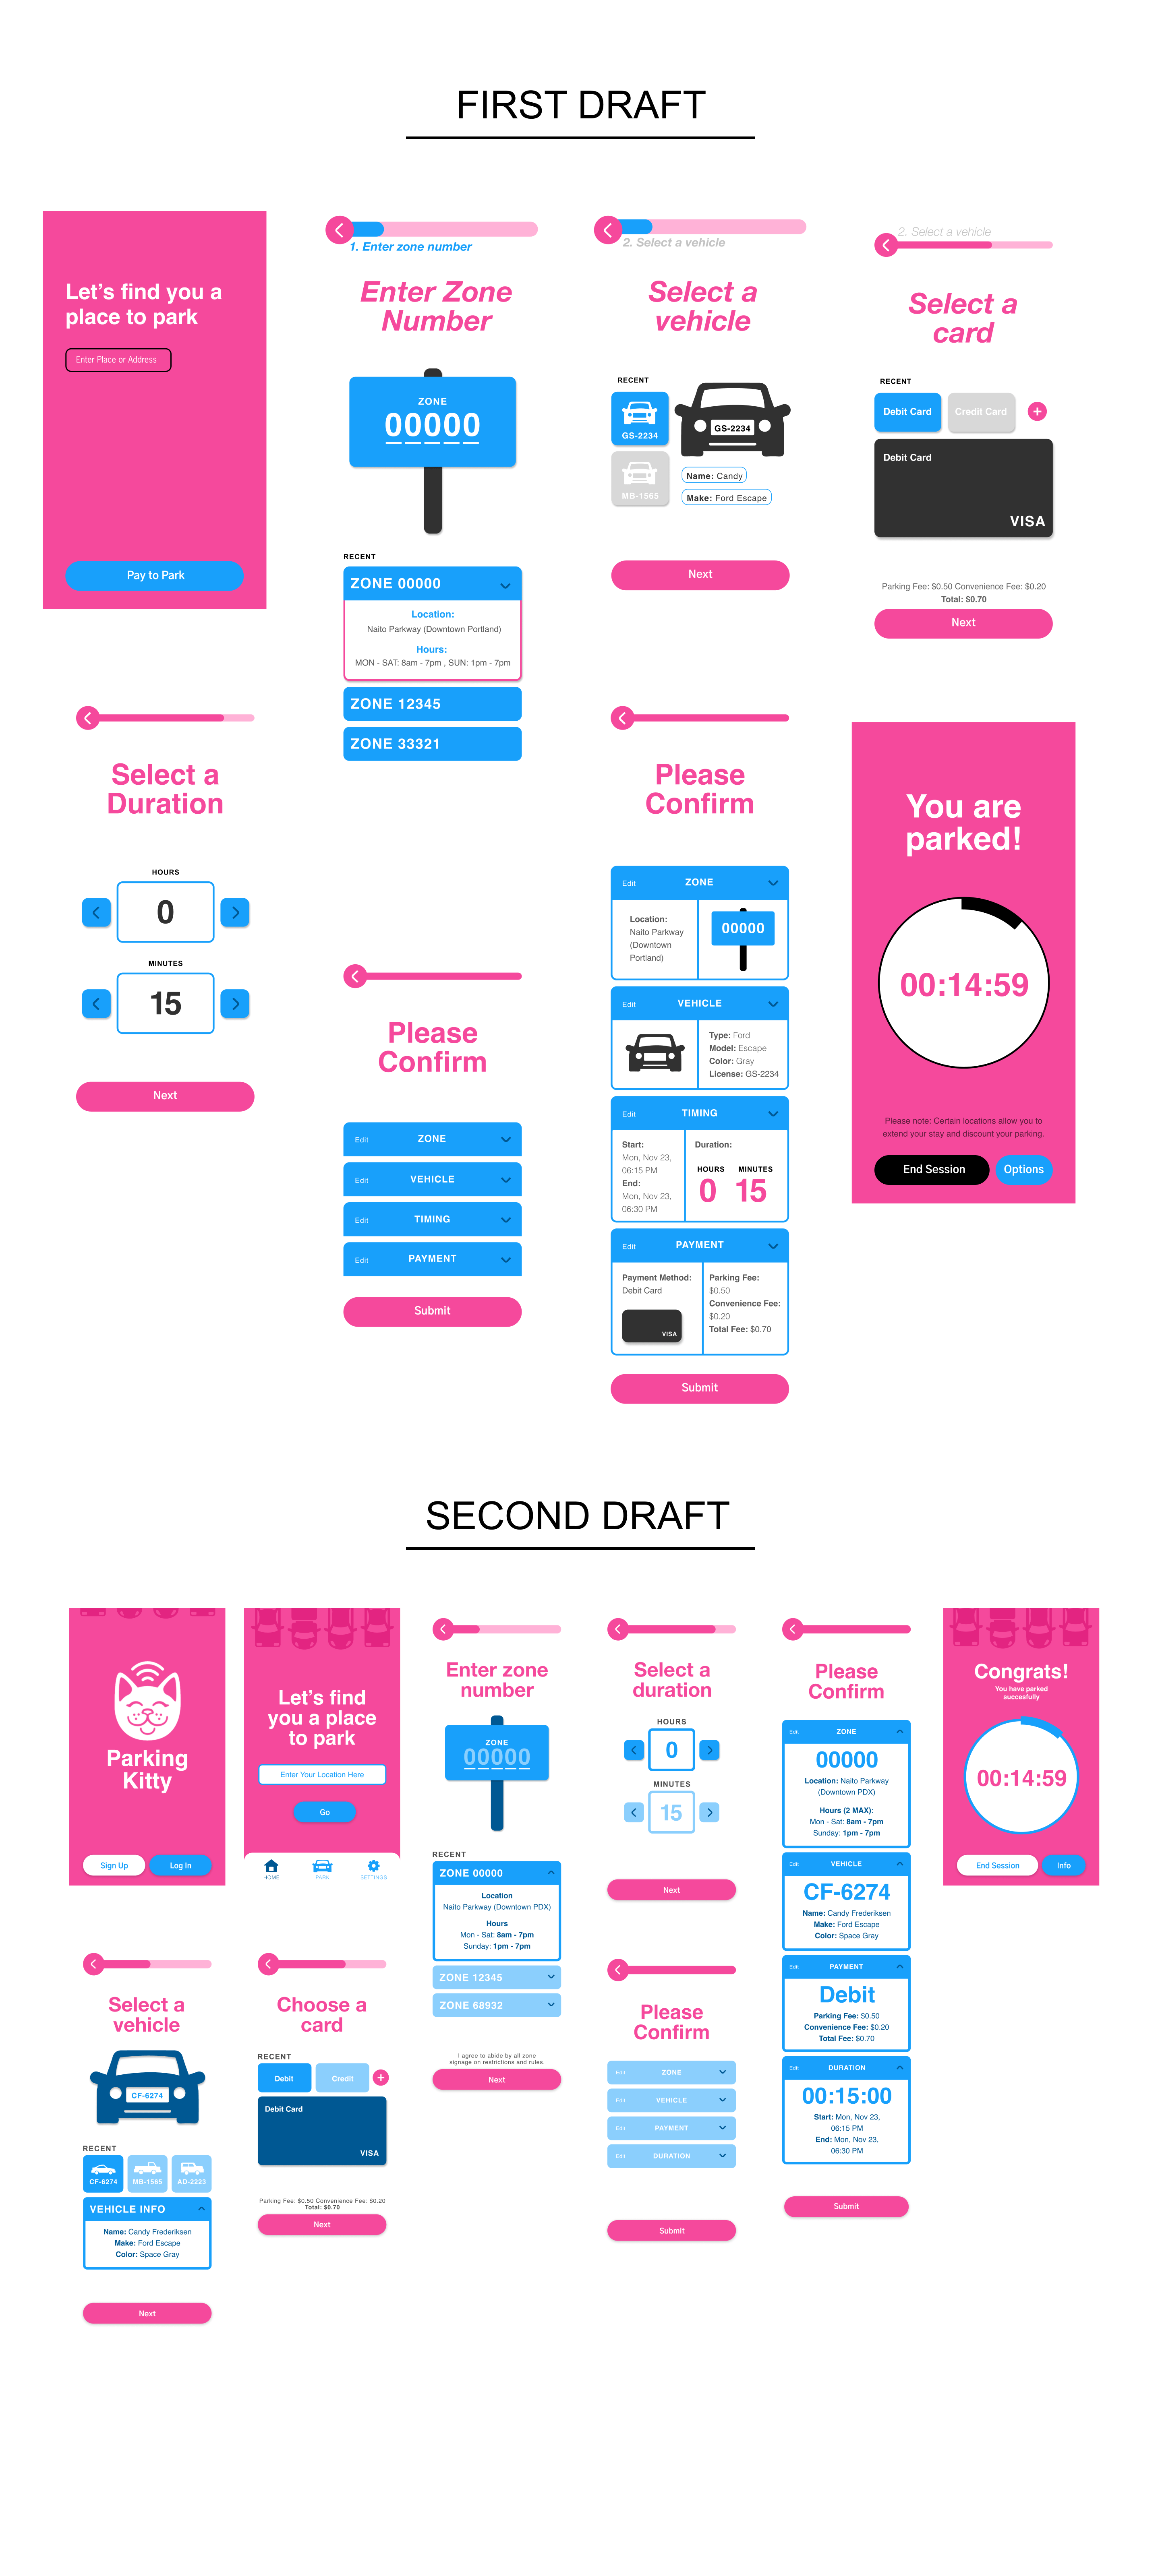 FIRST DRAFT
Let's find you a
place to park
Enter Place or Address
Pay to Park
1. Enter zone number
Enter Zone
Number
ZONE
00000
RECENT
ZONE 00000
Location:
Naito Parkway (Downtown Portland)
Hours:
MON - SAT: 8am - 7pm , SUN: 1pm - 7pm
ZONE 12345
ZONE 33321
2. Select a vehicle
Select a
vehicle
RECENT
GS-2234
MB-1565
GS-2234
Name: Candy
Make: Ford Escape
Next
2. Select a vehicle
Select a
card
RECENT
Debit Card
Credit Card
+
Debit Card
VISA
Parking Fee: $0.50 Convenience Fee: $0.20
Total: $0.70
Next
Select a
Duration
HOURS
0
MINUTES
15
Next
Please
Confirm
Edit ZONE
Edit VEHICLE
Edit TIMING
Edit PAYMENT
Submit
Please
Confirm
Edit ZONE
Location:
Naito Parkway
(Downtown
Portland)
00000
Edit VEHICLE
Type: Ford
Model: Escape
Color: Gray
License: GS-2234
Edit TIMING
Start:
Mon, Nov 23,
06:15 PM
End:
Mon, Nov 23,
06:30 PM
Duration:
HOURS MINUTES
0 15
Edit PAYMENT
Payment Method:
Debit Card
VISA
Parking Fee:
$0.50
Convenience Fee:
$0.20
Total Fee: $0.70
Submit
You are
parked!
00:14:59
Please note: Certain locations allow you to
extend your stay and discount your parking.
End Session
Options
SECOND DRAFT
Parking
Kitty
Sign Up
Log In
Let's find
you a place
to park
Enter Your Location Here
Go
HOME
PARK
SETTINGS
Enter zone
number
ZONE
00000
RECENT
ZONE 00000
Location
Naito Parkway (Downtown PDX)
Hours
Mon - Sat: 8am - 7pm
Sunday: 1pm - 7pm
ZONE 12345
ZONE 68932
I agree to abide by all zone
signage on restrictions and rules.
Next
Select a
duration
HOURS
0
MINUTES
15
Next
Please
Confirm
Edit ZONE
00000
Location: Naito Parkway
(Downtown PDX)
Hours (2 MAX):
Mon - Sat: 8am - 7pm
Sunday: 1pm - 7pm
Edit VEHICLE
CF-6274
Name: Candy Frederiksen
Make: Ford Escape
Color: Space Gray
Edit PAYMENT
Debit
Parking Fee: $0.50
Convenience Fee: $0.20
Total Fee: $0.70
Edit DURATION
00:15:00
Start: Mon, Nov 23,
06:15 PM
End: Mon, Nov 23,
06:30 PM
Submit
Congrats!
You have parked
succesfully
00:14:59
End Session
Info
Select a
vehicle
CF-6274
RECENT
CF-6274
MB-1565
AD-2223
VEHICLE INFO
Name: Candy Frederiksen
Make: Ford Escape
Color: Space Gray
Next
Choose a
card
RECENT
Debit
Credit
+
Debit Card
VISA
Parking Fee: $0.50 Convenience Fee: $0.20
Total: $0.70
Next
Please
Confirm
Edit ZONE
Edit VEHICLE
Edit PAYMENT
Edit DURATION
Submit